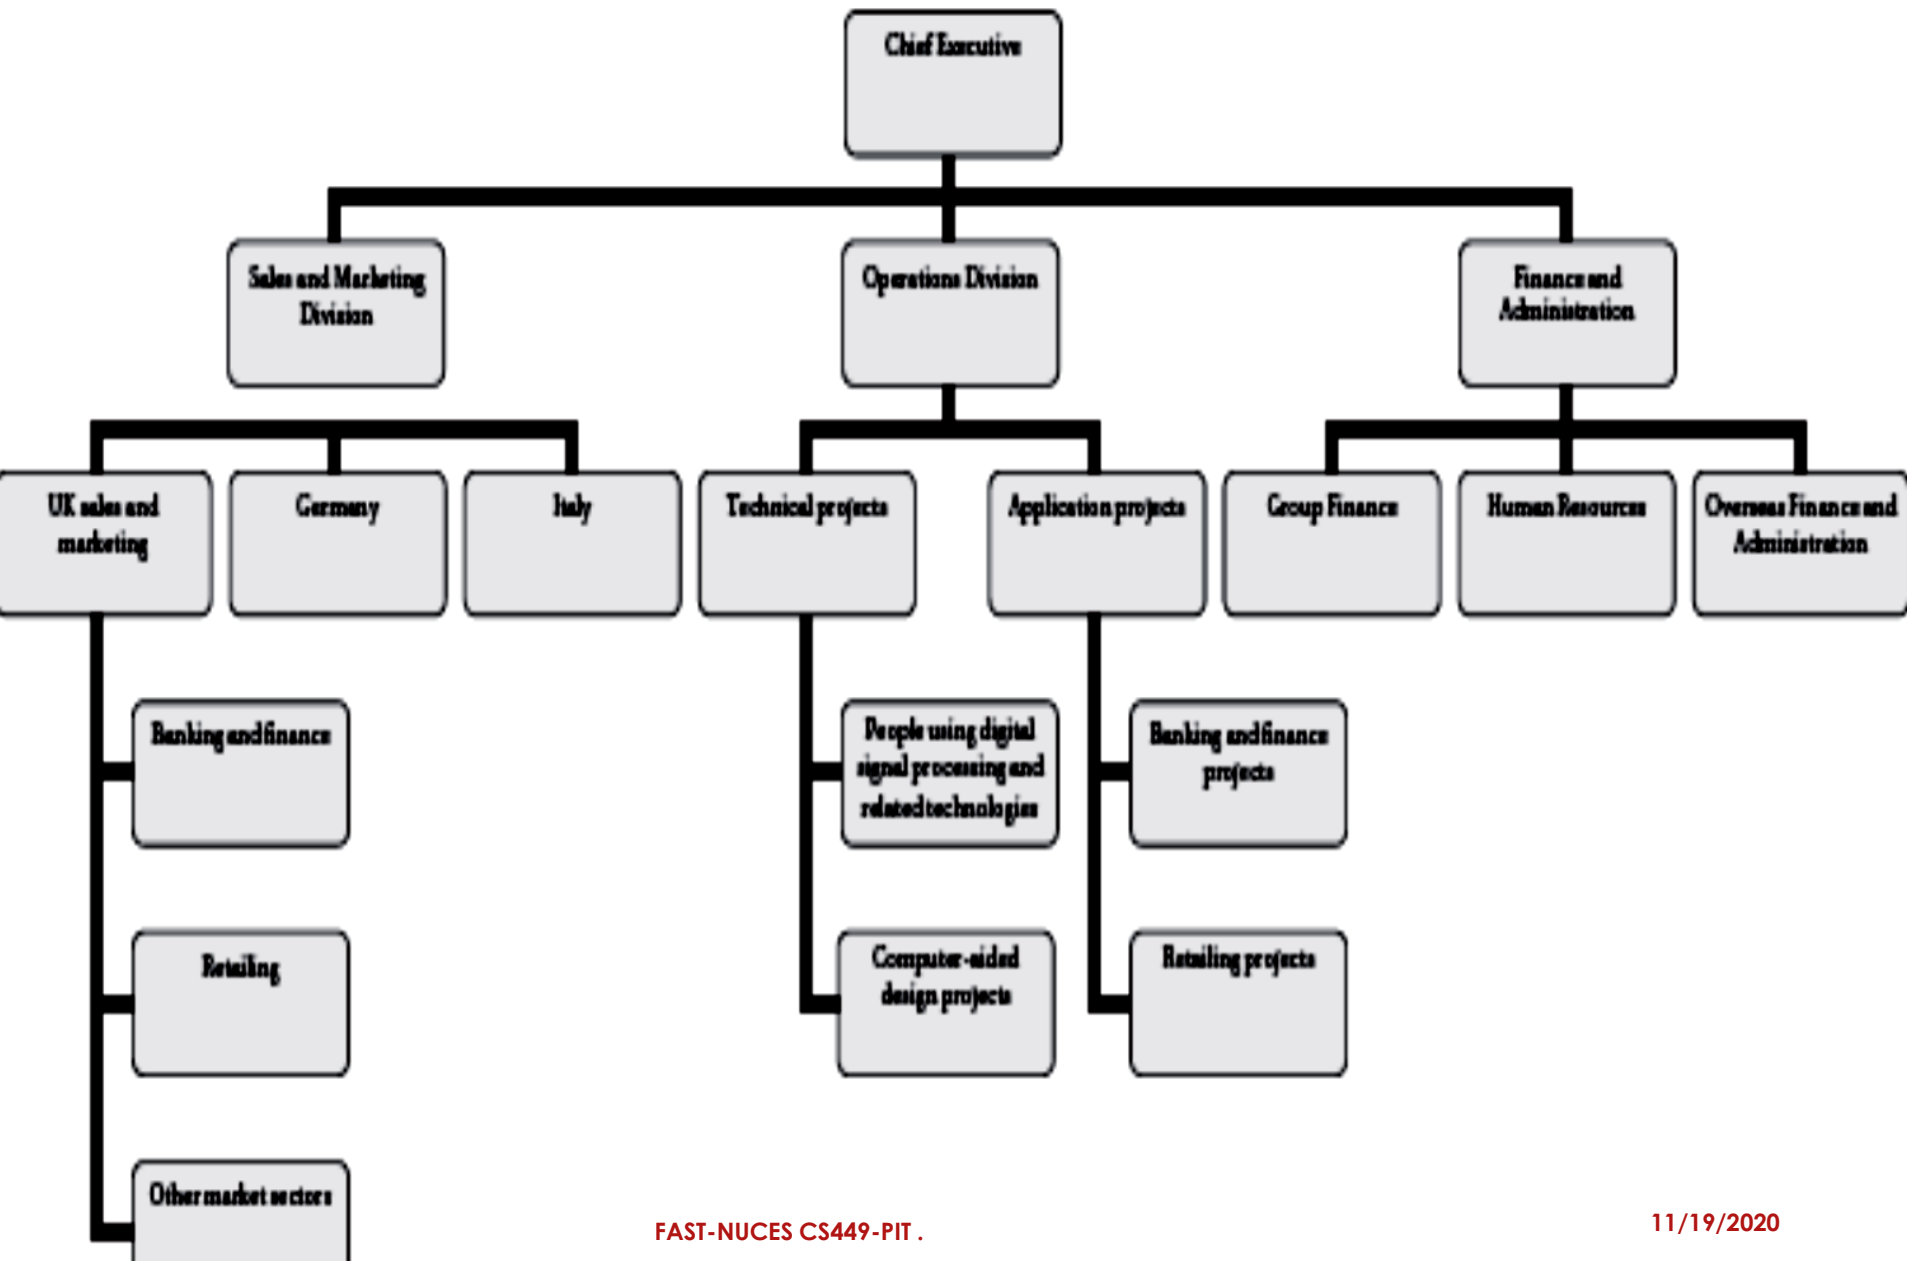 Chief Executive
Sales and Marketing
Division
Operations Division
Finance and
Administration
UK sales and
marketing
Germany
Italy
Technical projects
Application projects
Group Finance
Human Resources
Overseas Finance and
Administration
Banking and finance
People using digital
signal processing and
related technologies
Banking and finance
projects
Retailing
Computer-aided
design projects
Retailing projects
Other market sectors
FAST-NUCES CS449-PIT .
11/19/2020